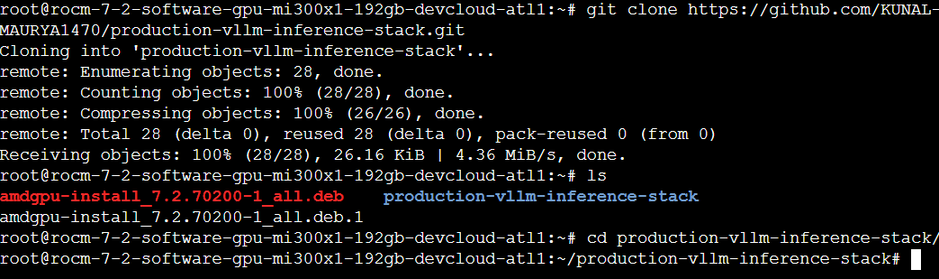 root@rocm-7-2-software-gpu-mi300x1-192gb-devcloud-atl1:~# git clone https://github.com/KUNAL-
MAURYA1470/production-vllm-inference-stack.git
Cloning into 'production-vllm-inference-stack'...
remote: Enumerating objects: 28, done.
remote: Counting objects: 100% (28/28), done.
remote: Compressing objects: 100% (26/26), done.
remote: Total 28 (delta 0), reused 28 (delta 0), pack-reused 0 (from 0)
Receiving objects: 100% (28/28), 26.16 KiB | 4.36 MiB/s, done.
root@rocm-7-2-software-gpu-mi300x1-192gb-devcloud-atl1:~# ls
amdgpu-install_7.2.70200-1_all.deb    production-vllm-inference-stack
amdgpu-install_7.2.70200-1_all.deb.1
root@rocm-7-2-software-gpu-mi300x1-192gb-devcloud-atl1:~# cd production-vllm-inference-stack/
root@rocm-7-2-software-gpu-mi300x1-192gb-devcloud-atl1:~/production-vllm-inference-stack#